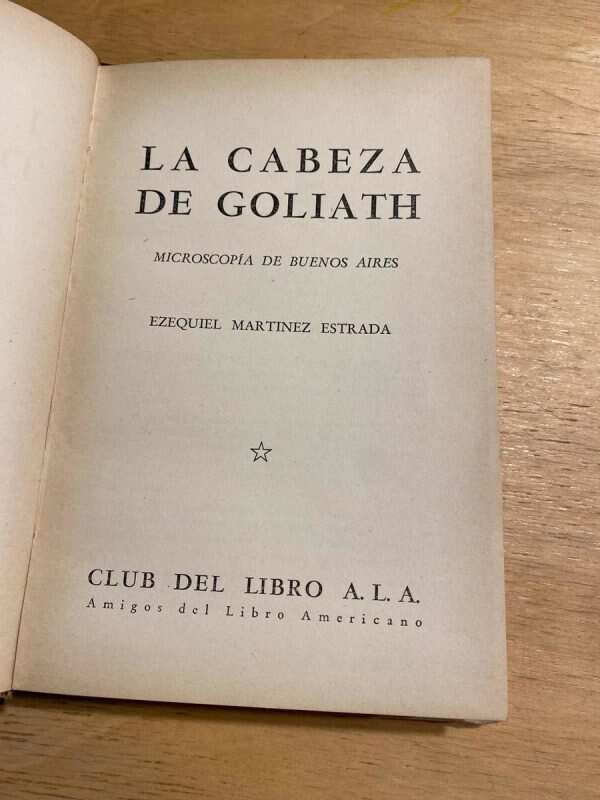 LA CABEZA
DE GOLIATH
MICROSCOPÍA DE BUENOS AIRES
EZEQUIEL MARTINEZ ESTRADA
CLUB DEL LIBRO A.L.A.
Amigos del Libro Americano